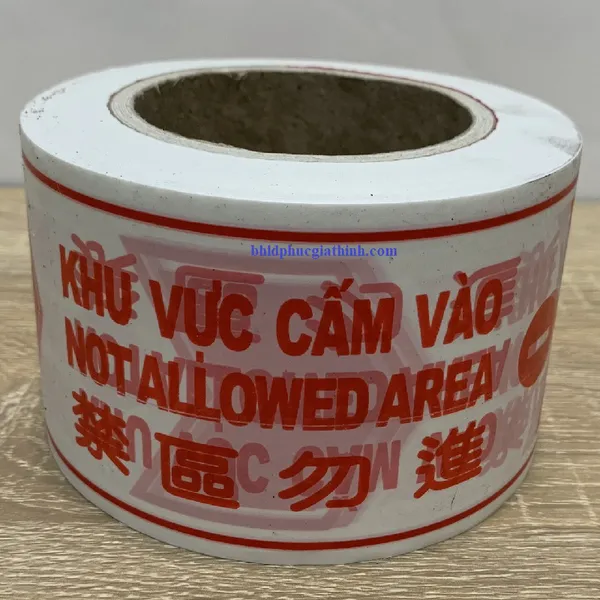 bhldphucgiathinh.com
KHU VỰC CẤM VÀO
NOT ALLOWED AREA
禁區勿進